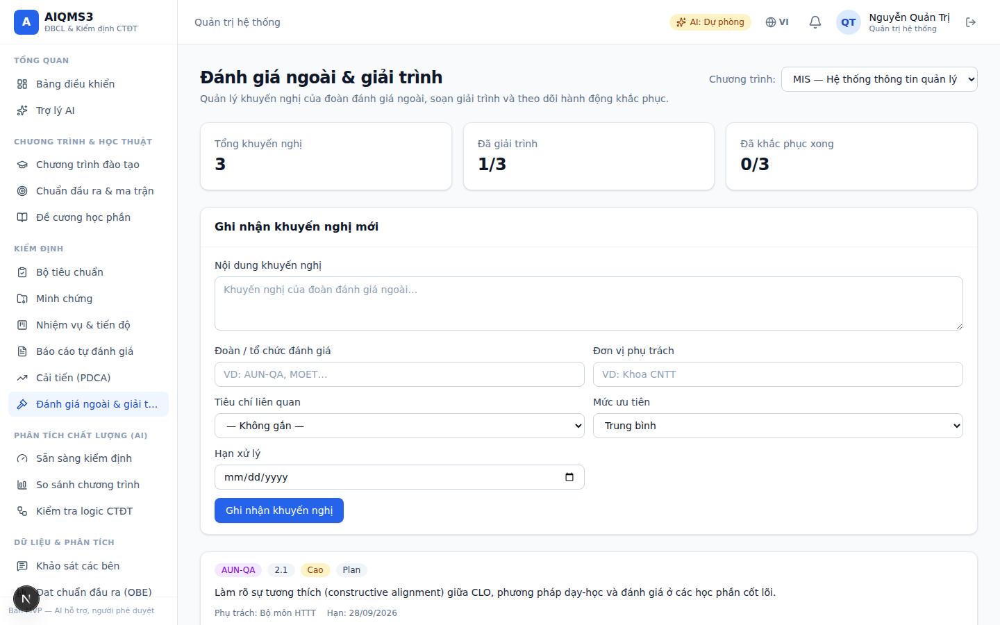 A
AIQMS3
ĐBCL & Kiểm định CTĐT
TỔNG QUAN
Bảng điều khiển
Trợ lý AI
CHƯƠNG TRÌNH & HỌC THUẬT
Chương trình đào tạo
Chuẩn đầu ra & ma trận
Đề cương học phần
KIỂM ĐỊNH
Bộ tiêu chuẩn
Minh chứng
Nhiệm vụ & tiến độ
Báo cáo tự đánh giá
Cải tiến (PDCA)
Đánh giá ngoài & giải t...
PHÂN TÍCH CHẤT LƯỢNG (AI)
Sẵn sàng kiểm định
So sánh chương trình
Kiểm tra logic CTĐT
DỮ LIỆU & PHÂN TÍCH
Khảo sát các bên
Đạt chuẩn đầu ra (OBE)
N
MVP — AI hỗ trợ, người phê duyệt
Quản trị hệ thống
AI: Dự phòng
VI
QT
Nguyễn Quản Trị
Quản trị hệ thống
Đánh giá ngoài & giải trình
Quản lý khuyến nghị của đoàn đánh giá ngoài, soạn giải trình và theo dõi hành động khắc phục.
Chương trình:
MIS — Hệ thống thông tin quản lý
Tổng khuyến nghị
3
Đã giải trình
1/3
Đã khắc phục xong
0/3
Ghi nhận khuyến nghị mới
Nội dung khuyến nghị
Khuyến nghị của đoàn đánh giá ngoài...
Đoàn / tổ chức đánh giá
VD: AUN-QA, MOET...
Đơn vị phụ trách
VD: Khoa CNTT
Tiêu chí liên quan
— Không gắn —
Mức ưu tiên
Trung bình
Hạn xử lý
mm/dd/yyyy
Ghi nhận khuyến nghị
AUN-QA
2.1
Cao
Plan
Làm rõ sự tương thích (constructive alignment) giữa CLO, phương pháp dạy-học và đánh giá ở các học phần cốt lõi.
Phụ trách: Bộ môn HTTT
Hạn: 28/09/2026